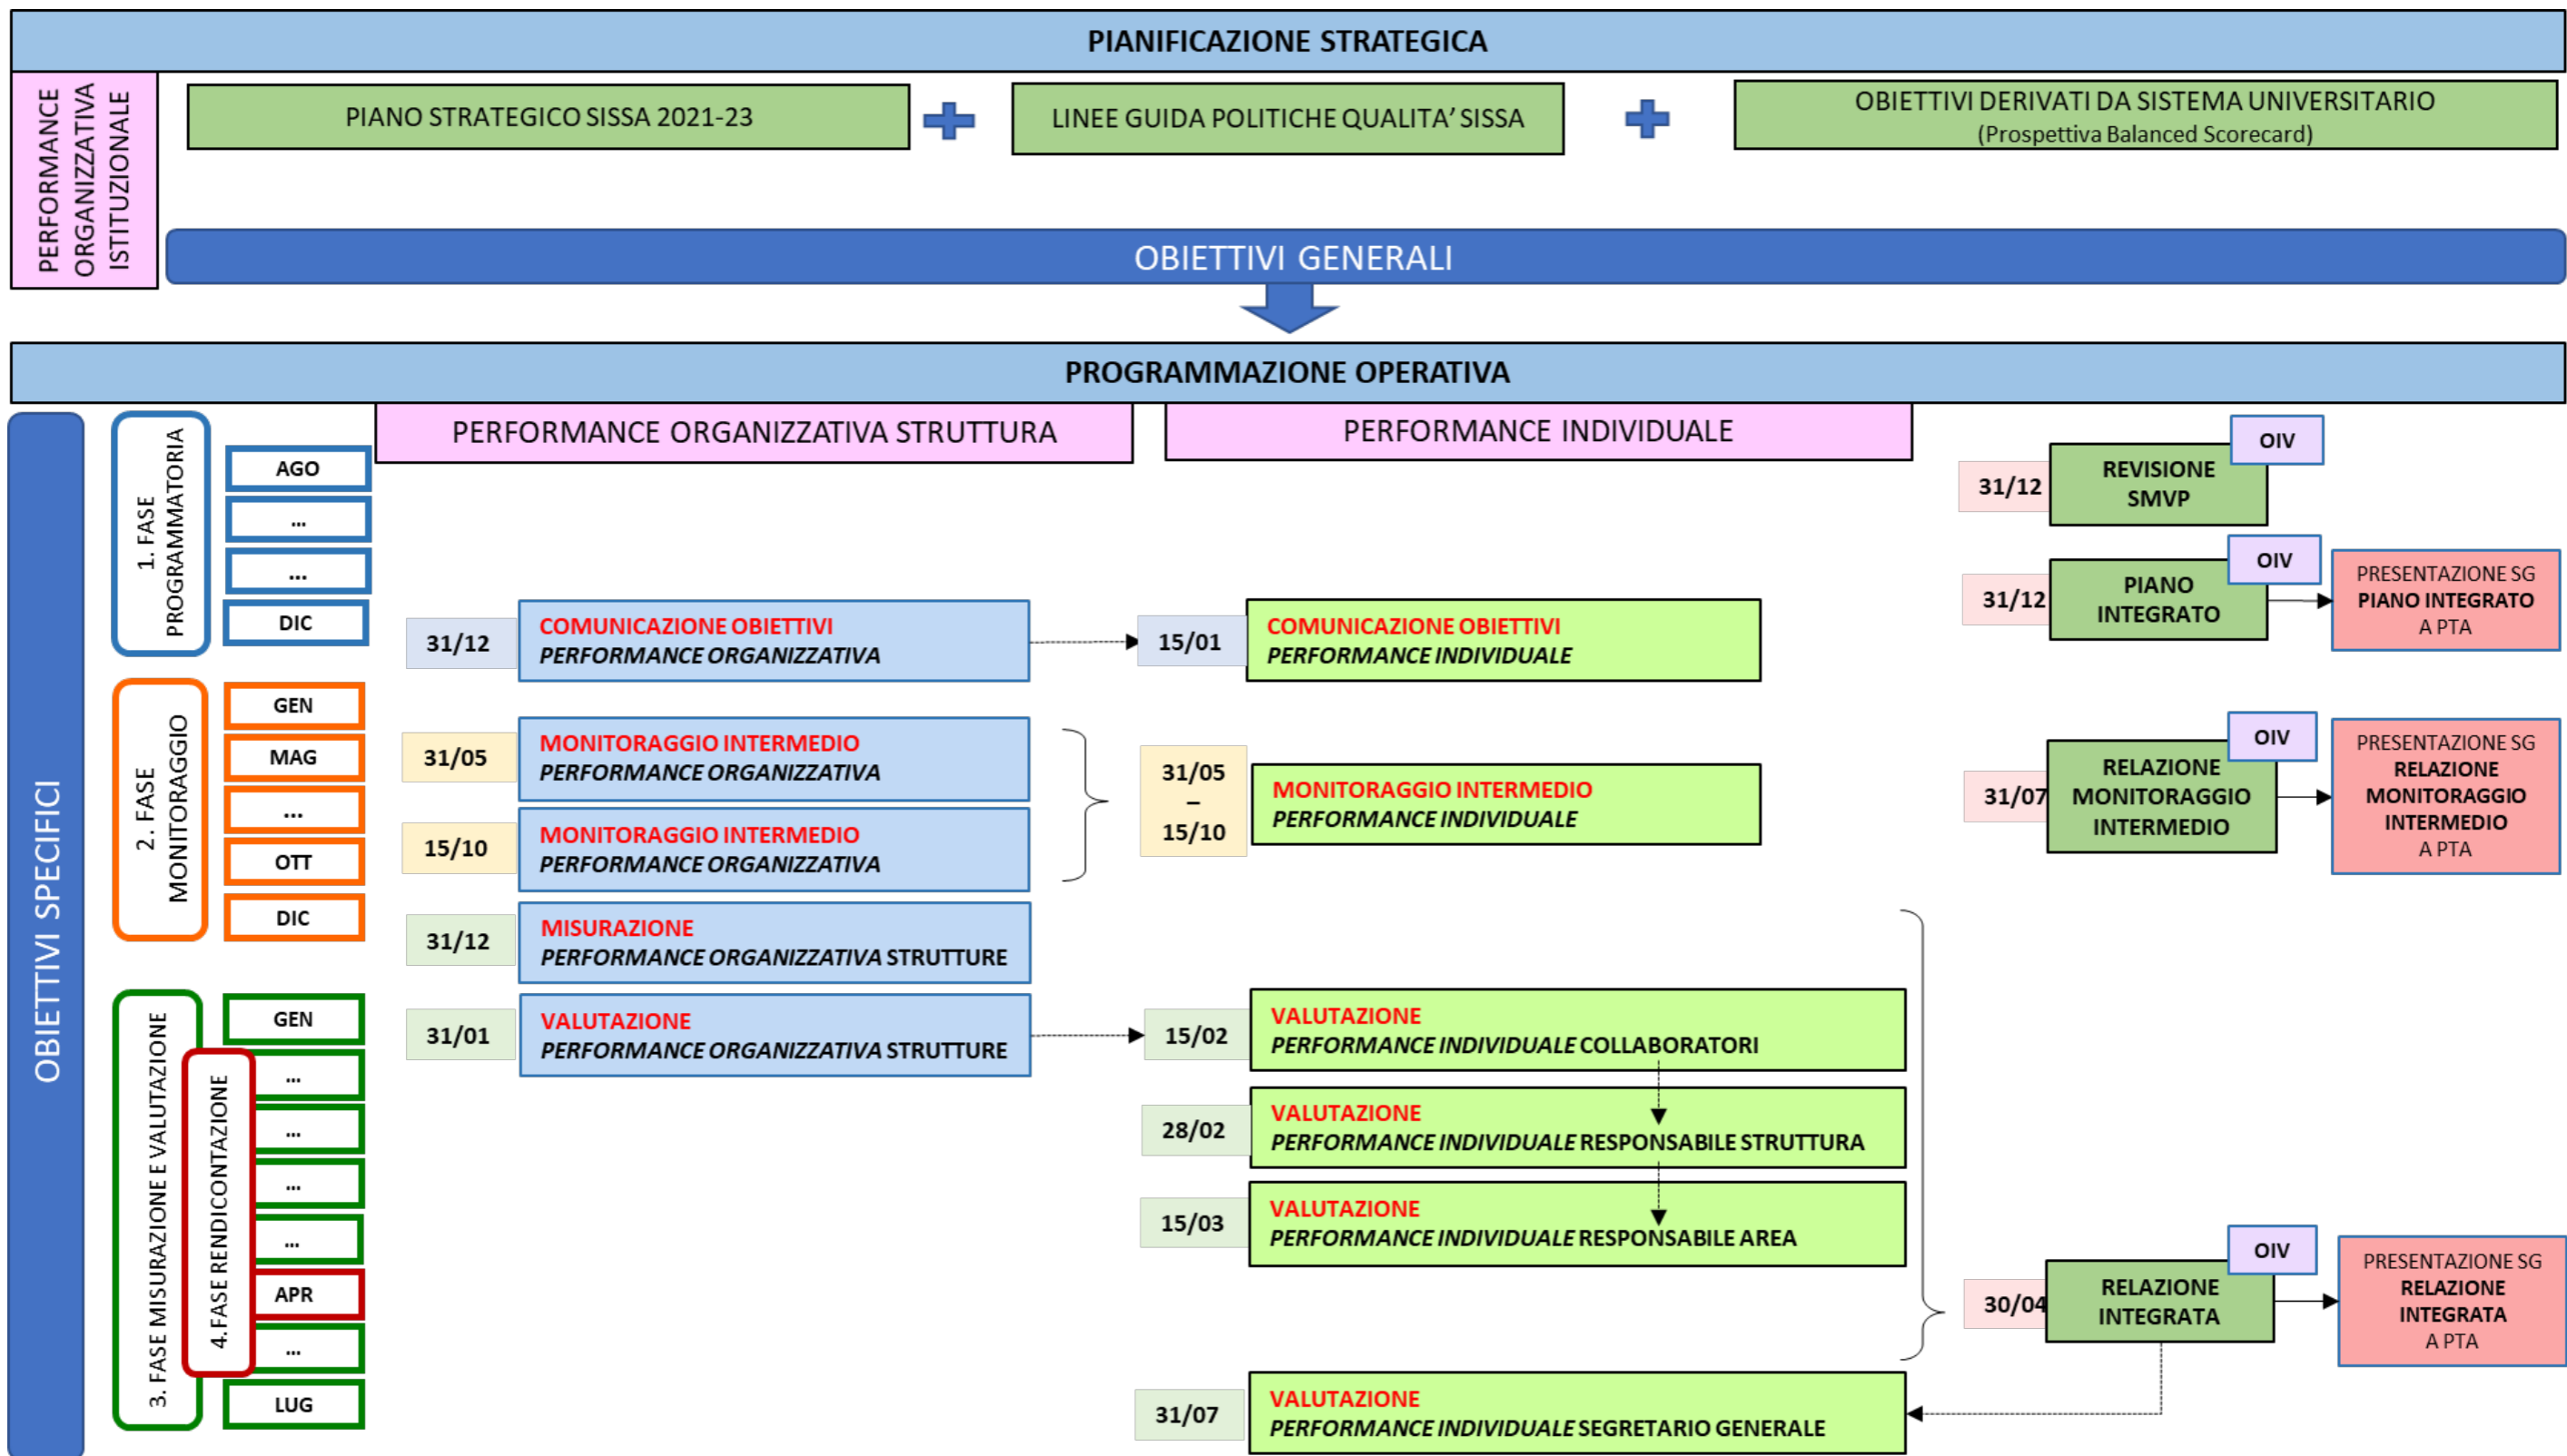 PIANIFICAZIONE STRATEGICA
PERFORMANCE
ORGANIZZATIVA
ISTITUZIONALE
PIANO STRATEGICO SISSA 2021-23
LINEE GUIDA POLITICHE QUALITA' SISSA
OBIETTIVI DERIVATI DA SISTEMA UNIVERSITARIO
(Prospettiva Balanced Scorecard)
OBIETTIVI GENERALI
PROGRAMMAZIONE OPERATIVA
OBIETTIVI SPECIFICI
PERFORMANCE ORGANIZZATIVA STRUTTURA
PERFORMANCE INDIVIDUALE
1. FASE
PROGRAMMATORIA
AGO
...
...
DIC
31/12
REVISIONE
SMVP
OIV
31/12
PIANO
INTEGRATO
OIV
PRESENTAZIONE SG
PIANO INTEGRATO
A PTA
31/12
COMUNICAZIONE OBIETTIVI
PERFORMANCE ORGANIZZATIVA
15/01
COMUNICAZIONE OBIETTIVI
PERFORMANCE INDIVIDUALE
2. FASE
MONITORAGGIO
GEN
MAG
...
OTT
DIC
31/05
MONITORAGGIO INTERMEDIO
PERFORMANCE ORGANIZZATIVA
15/10
MONITORAGGIO INTERMEDIO
PERFORMANCE ORGANIZZATIVA
31/05
–
15/10
MONITORAGGIO INTERMEDIO
PERFORMANCE INDIVIDUALE
31/07
RELAZIONE
MONITORAGGIO
INTERMEDIO
OIV
PRESENTAZIONE SG
RELAZIONE
MONITORAGGIO
INTERMEDIO
A PTA
31/12
MISURAZIONE
PERFORMANCE ORGANIZZATIVA STRUTTURE
3. FASE MISURAZIONE E VALUTAZIONE
4.FASE RENDICONTAZIONE
GEN
...
...
...
...
APR
...
LUG
31/01
VALUTAZIONE
PERFORMANCE ORGANIZZATIVA STRUTTURE
15/02
VALUTAZIONE
PERFORMANCE INDIVIDUALE COLLABORATORI
28/02
VALUTAZIONE
PERFORMANCE INDIVIDUALE RESPONSABILE STRUTTURA
15/03
VALUTAZIONE
PERFORMANCE INDIVIDUALE RESPONSABILE AREA
30/04
RELAZIONE
INTEGRATA
OIV
PRESENTAZIONE SG
RELAZIONE
INTEGRATA
A PTA
31/07
VALUTAZIONE
PERFORMANCE INDIVIDUALE SEGRETARIO GENERALE